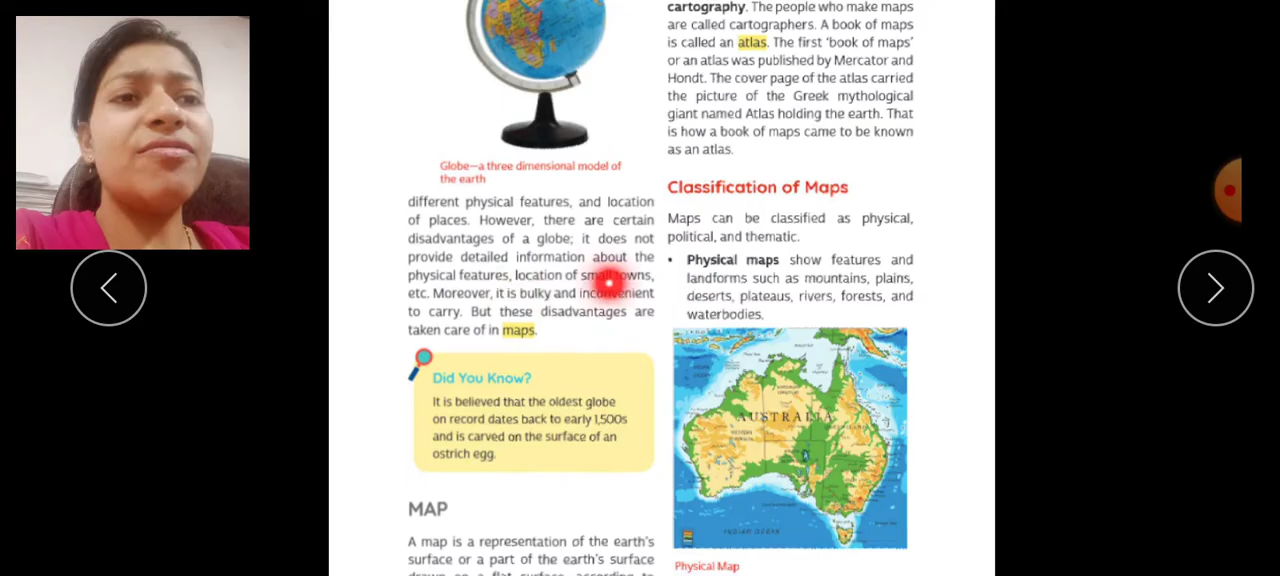 Globe—a three dimensional model of
the earth
different physical features, and location
of places. However, there are certain
disadvantages of a globe; it does not
provide detailed information about the
physical features, location of small towns,
etc. Moreover, it is bulky and inconvenient
to carry. But these disadvantages are
taken care of in maps.
Did You Know?
It is believed that the oldest globe
on record dates back to early 1,500s
and is carved on the surface of an
ostrich egg.
MAP
A map is a representation of the earth's
surface or a part of the earth's surface
drawn on a flat surface, according to
cartography. The people who make maps
are called cartographers. A book of maps
is called an atlas. The first 'book of maps'
or an atlas was published by Mercator and
Hondt. The cover page of the atlas carried
the picture of the Greek mythological
giant named Atlas holding the earth. That
is how a book of maps came to be known
as an atlas.
Classification of Maps
Maps can be classified as physical,
political, and thematic.
• Physical maps show features and
landforms such as mountains, plains,
deserts, plateaus, rivers, forests, and
waterbodies.
AUSTRALIA
INDIAN OCEAN
Physical Map